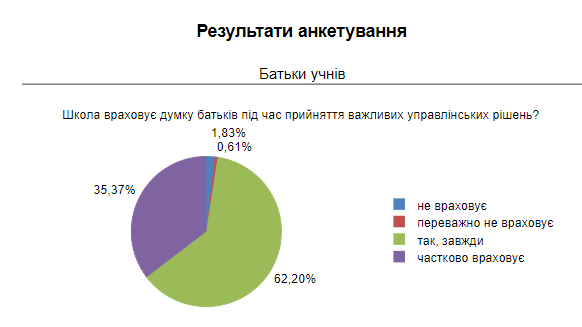 Результати анкетування
Батьки учнів
Школа враховує думку батьків під час прийняття важливих управлінських рішень?
1,83%
0,61%
35,37%
62,20%
не враховує
переважно не враховує
так, завжди
частково враховує